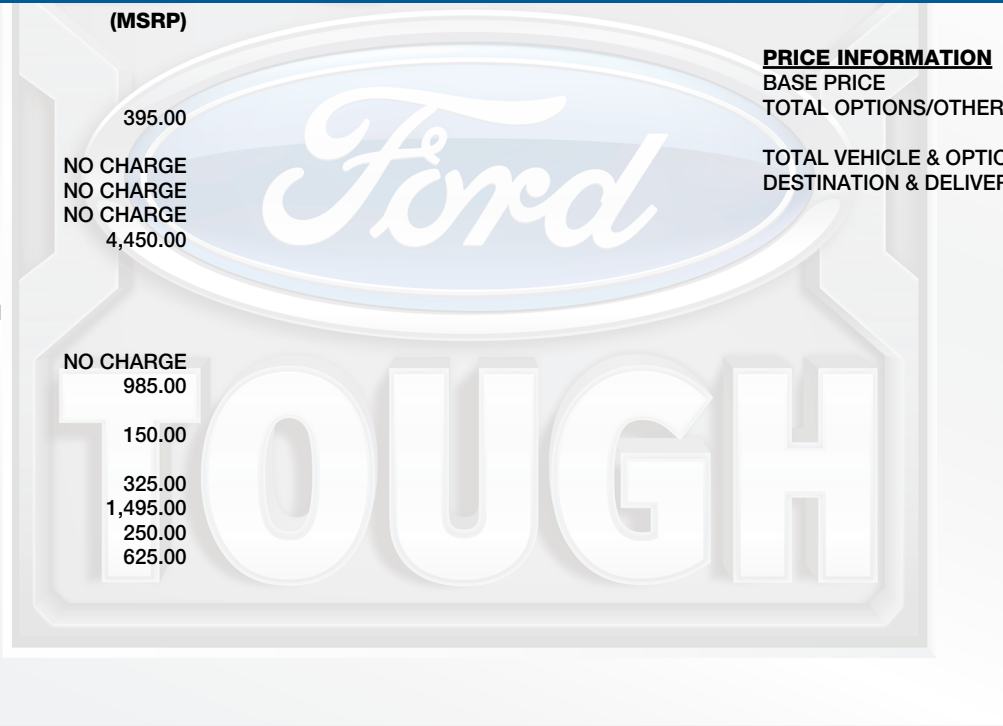 (MSRP)
395.00
NO CHARGE
NO CHARGE
NO CHARGE
4,450.00
NO CHARGE
985.00
150.00
325.00
1,495.00
250.00
625.00
PRICE INFORMATION
BASE PRICE
TOTAL OPTIONS/OTHER
TOTAL VEHICLE & OPTIO
DESTINATION & DELIVER
Ford
TOUGH